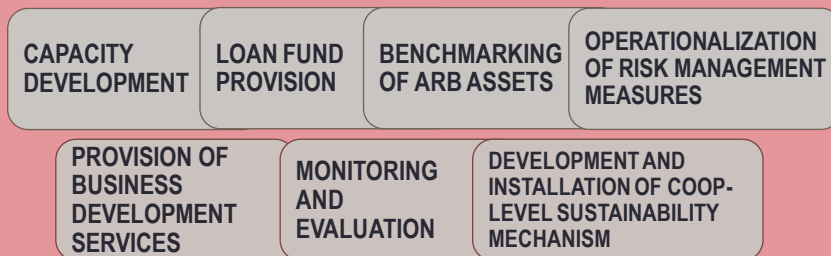 CAPACITY
DEVELOPMENT
LOAN FUND
PROVISION
BENCHMARKING
OF ARB ASSETS
OPERATIONALIZATION
OF RISK MANAGEMENT
MEASURES
PROVISION OF
BUSINESS
DEVELOPMENT
SERVICES
MONITORING
AND
EVALUATION
DEVELOPMENT AND
INSTALLATION OF COOP-
LEVEL SUSTAINABILITY
MECHANISM